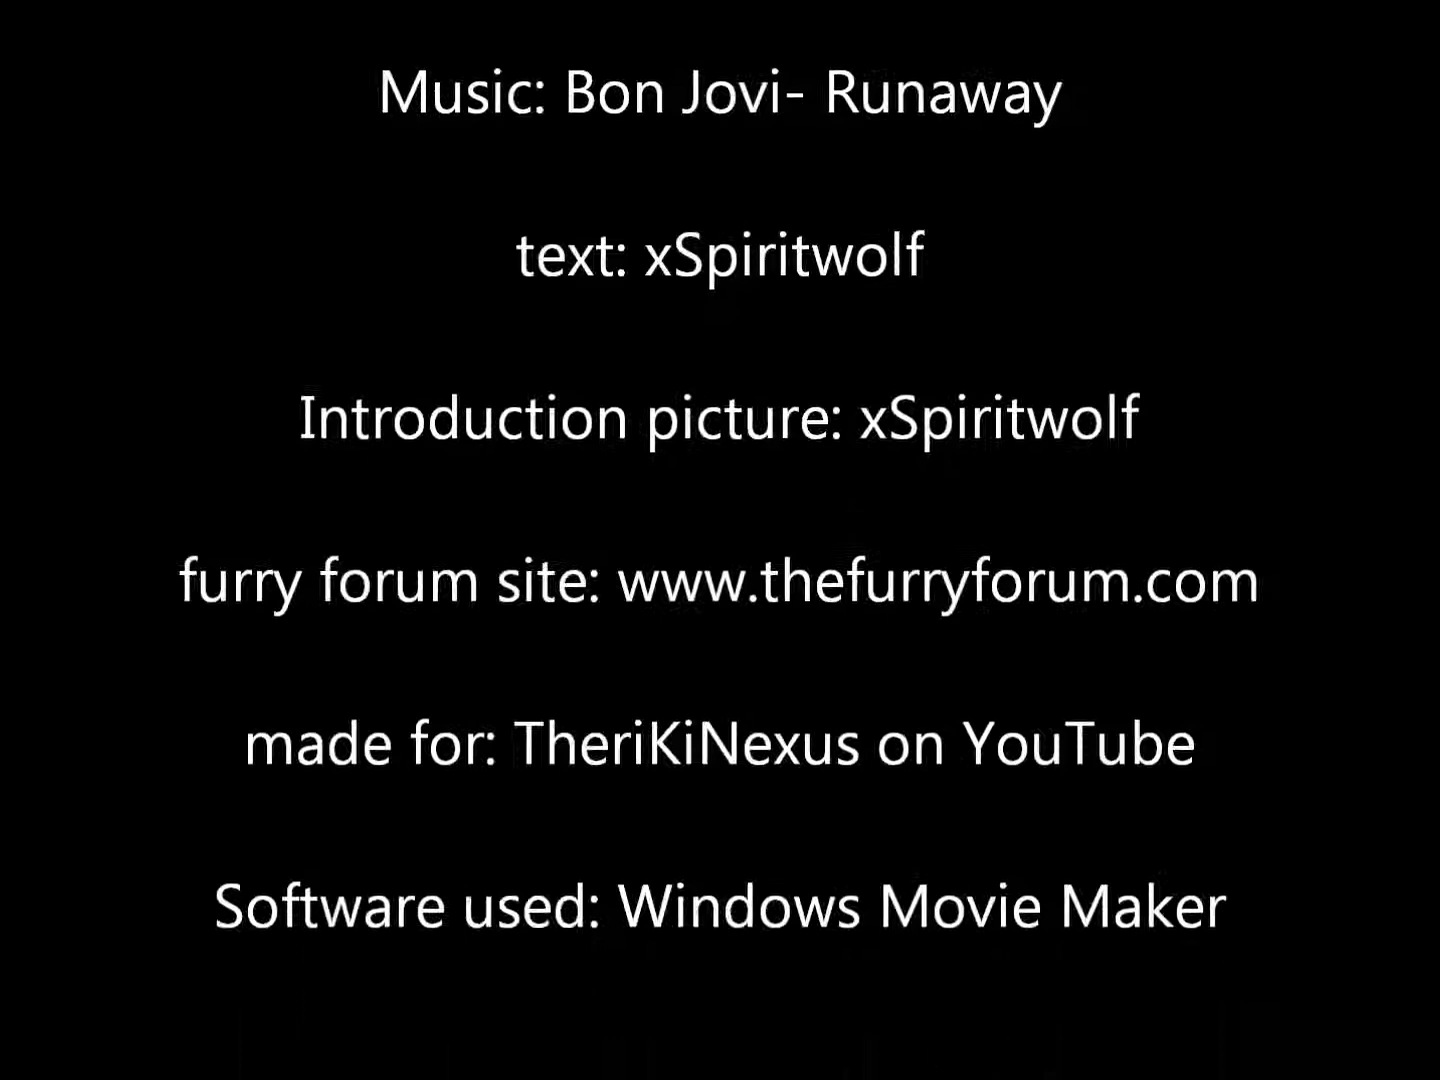 Music: Bon Jovi- Runaway
text: xSpiritwolf
Introduction picture: xSpiritwolf
furry forum site: www.thefurryforum.com
made for: TheriKiNexus on YouTube
Software used: Windows Movie Maker